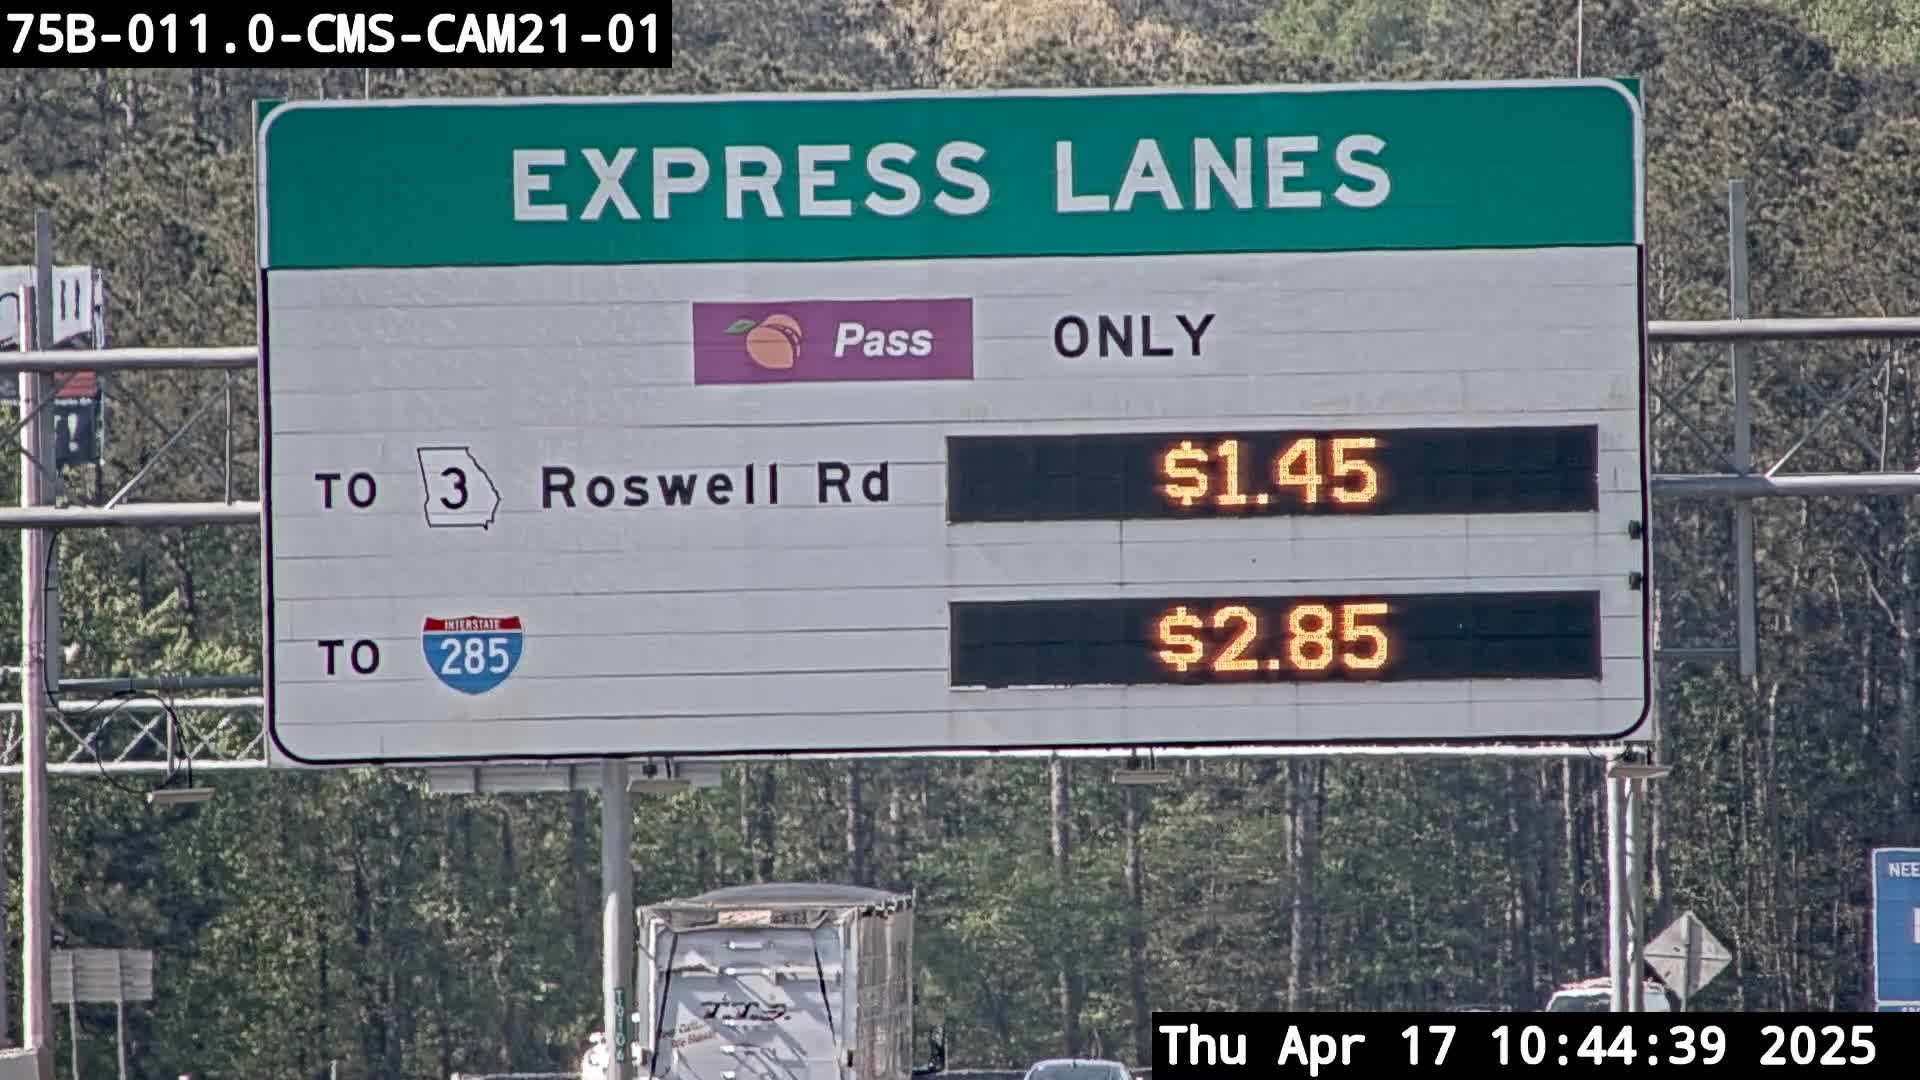 75B-011.0-CMS-CAM21-01
EXPRESS LANES
Pass ONLY
TO 3 Roswell Rd $1.45
TO INTERSTATE 285 $2.85
NEE
Thu Apr 17 10:44:39 2025